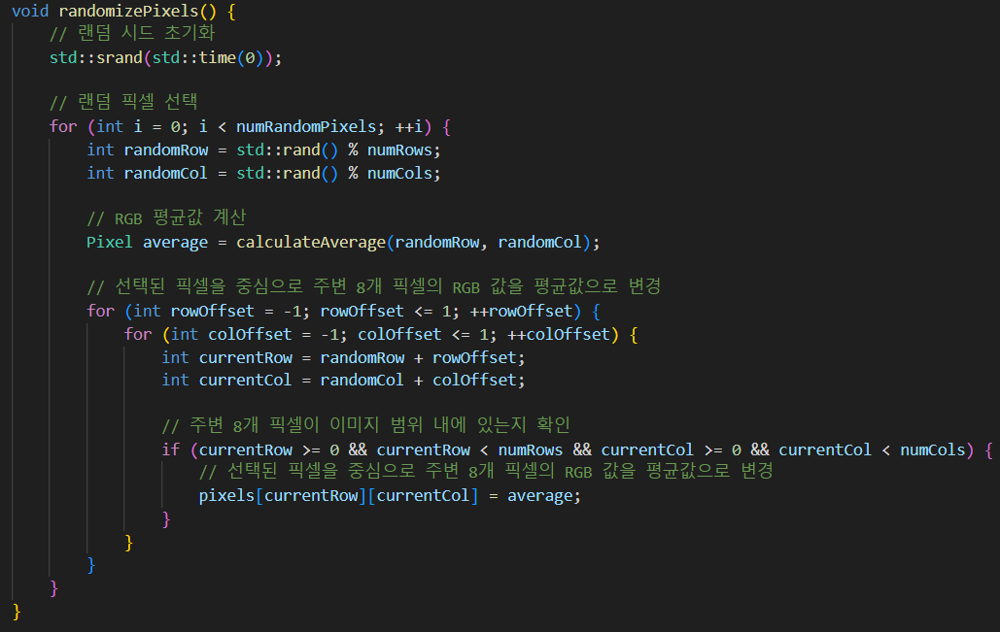 void randomizePixels() {
    // 랜덤 시드 초기화
    std::srand(std::time(0));

    // 랜덤 픽셀 선택
    for (int i = 0; i < numRandomPixels; ++i) {
        int randomRow = std::rand() % numRows;
        int randomCol = std::rand() % numCols;

        // RGB 평균값 계산
        Pixel average = calculateAverage(randomRow, randomCol);

        // 선택된 픽셀을 중심으로 주변 8개 픽셀의 RGB 값을 평균값으로 변경
        for (int rowOffset = -1; rowOffset <= 1; ++rowOffset) {
            for (int colOffset = -1; colOffset <= 1; ++colOffset) {
                int currentRow = randomRow + rowOffset;
                int currentCol = randomCol + colOffset;

                // 주변 8개 픽셀이 이미지 범위 내에 있는지 확인
                if (currentRow >= 0 && currentRow < numRows && currentCol >= 0 && currentCol < numCols) {
                    // 선택된 픽셀을 중심으로 주변 8개 픽셀의 RGB 값을 평균값으로 변경
                    pixels[currentRow][currentCol] = average;
                }
            }
        }
    }
}